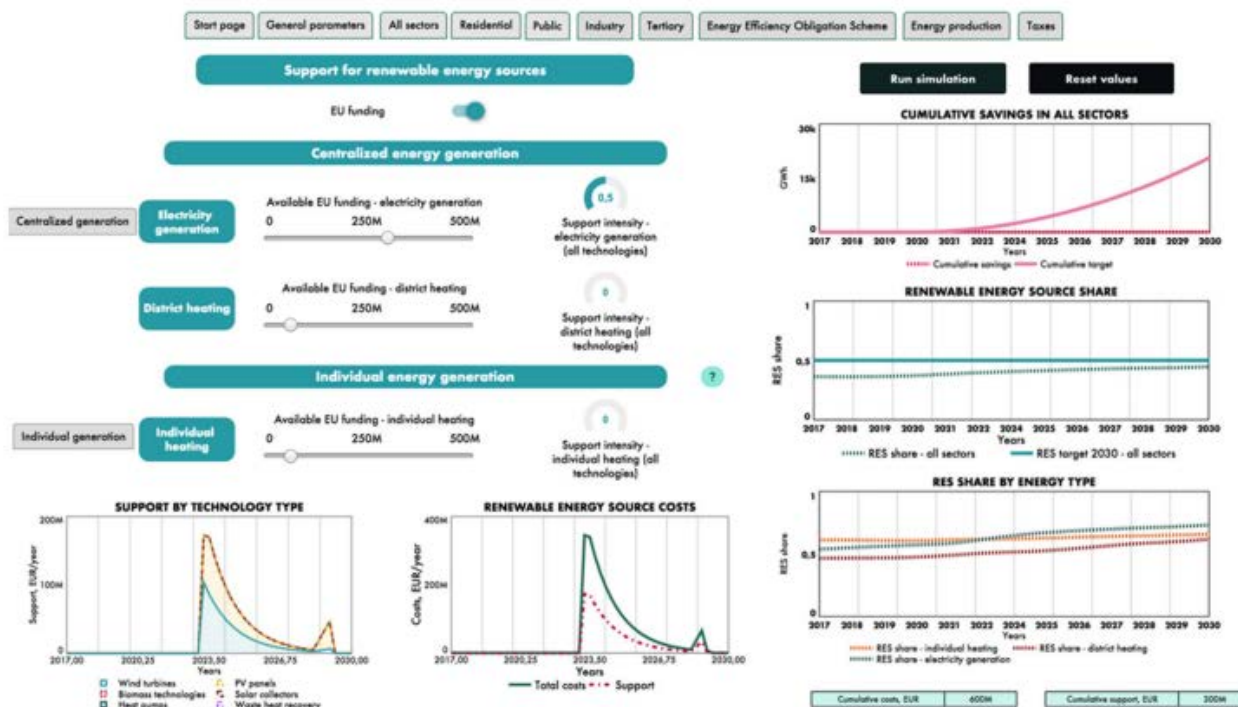 Start page
General parameters
All sectors
Residential
Public
Industry
Tertiary
Energy Efficiency Obligation Scheme
Energy production
Taxes
Support for renewable energy sources
EU funding
Centralized energy generation
Centralized generation
Electricity
generation
Available EU funding - electricity generation
0 250M 500M
0,5
Support intensity -
electricity generation
(all technologies)
District heating
Available EU funding - district heating
0 250M 500M
0
Support intensity -
district heating (all
technologies)
Individual energy generation
?
Individual generation
Individual
heating
Available EU funding - individual heating
0 250M 500M
0
Support intensity -
individual heating (all
technologies)
SUPPORT BY TECHNOLOGY TYPE
200M
100M
0
Support, EUR/year
2017,00 2020,25 2023,50 2026,75 2030,00
Years
Wind turbines
PV panels
Biomass technologies
Solar collectors
Heat pumps
Waste heat recovery
RENEWABLE ENERGY SOURCE COSTS
400M
200M
0
Costs, EUR/year
2017,00 2020,25 2023,50 2026,75 2030,00
Years
Total costs
Support
Run simulation
Reset values
CUMULATIVE SAVINGS IN ALL SECTORS
30k
15k
0
GWh
2017 2018 2019 2020 2021 2022 2024 2025 2026 2027 2028 2029 2030
Years
Cumulative savings
Cumulative target
RENEWABLE ENERGY SOURCE SHARE
1
0,5
0
RES share
2017 2018 2019 2020 2021 2022 2024 2025 2026 2027 2028 2029 2030
Years
RES share - all sectors
RES target 2030 - all sectors
RES SHARE BY ENERGY TYPE
1
0,5
0
RES share
2017 2018 2019 2020 2021 2022 2024 2025 2026 2027 2028 2029 2030
Years
RES share - individual heating
RES share - district heating
RES share - electricity generation
Cumulative costs, EUR
600M
Cumulative support, EUR
300M